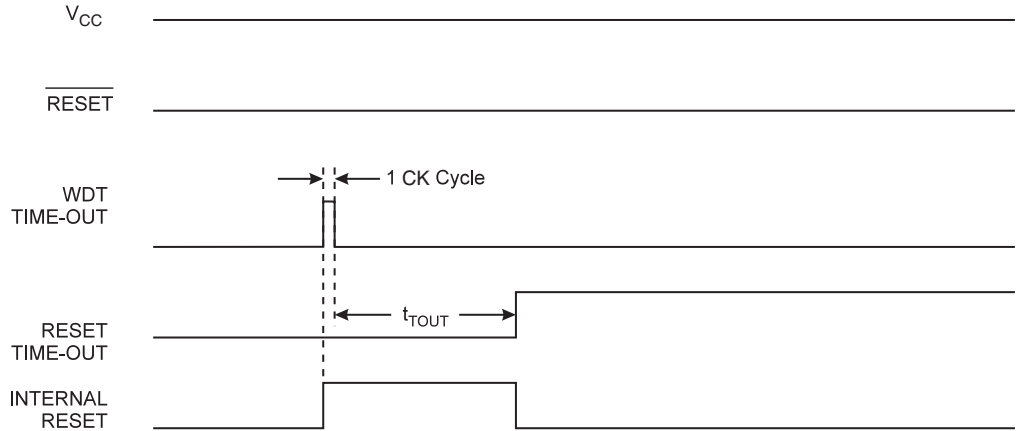 VCC
RESET
WDT
TIME-OUT
1 CK Cycle
RESET
TIME-OUT
tTOUT
INTERNAL
RESET